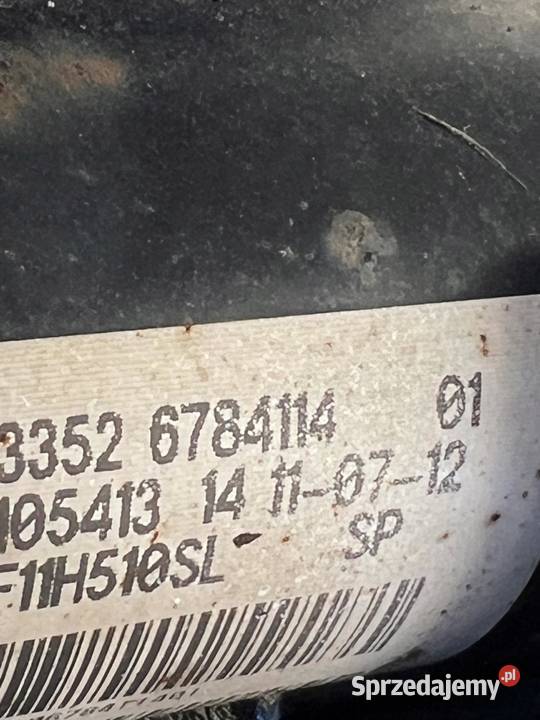 3352 6784114 01
105413 14 11-07-12
F11H510SL SP
Sprzedajemy.pl